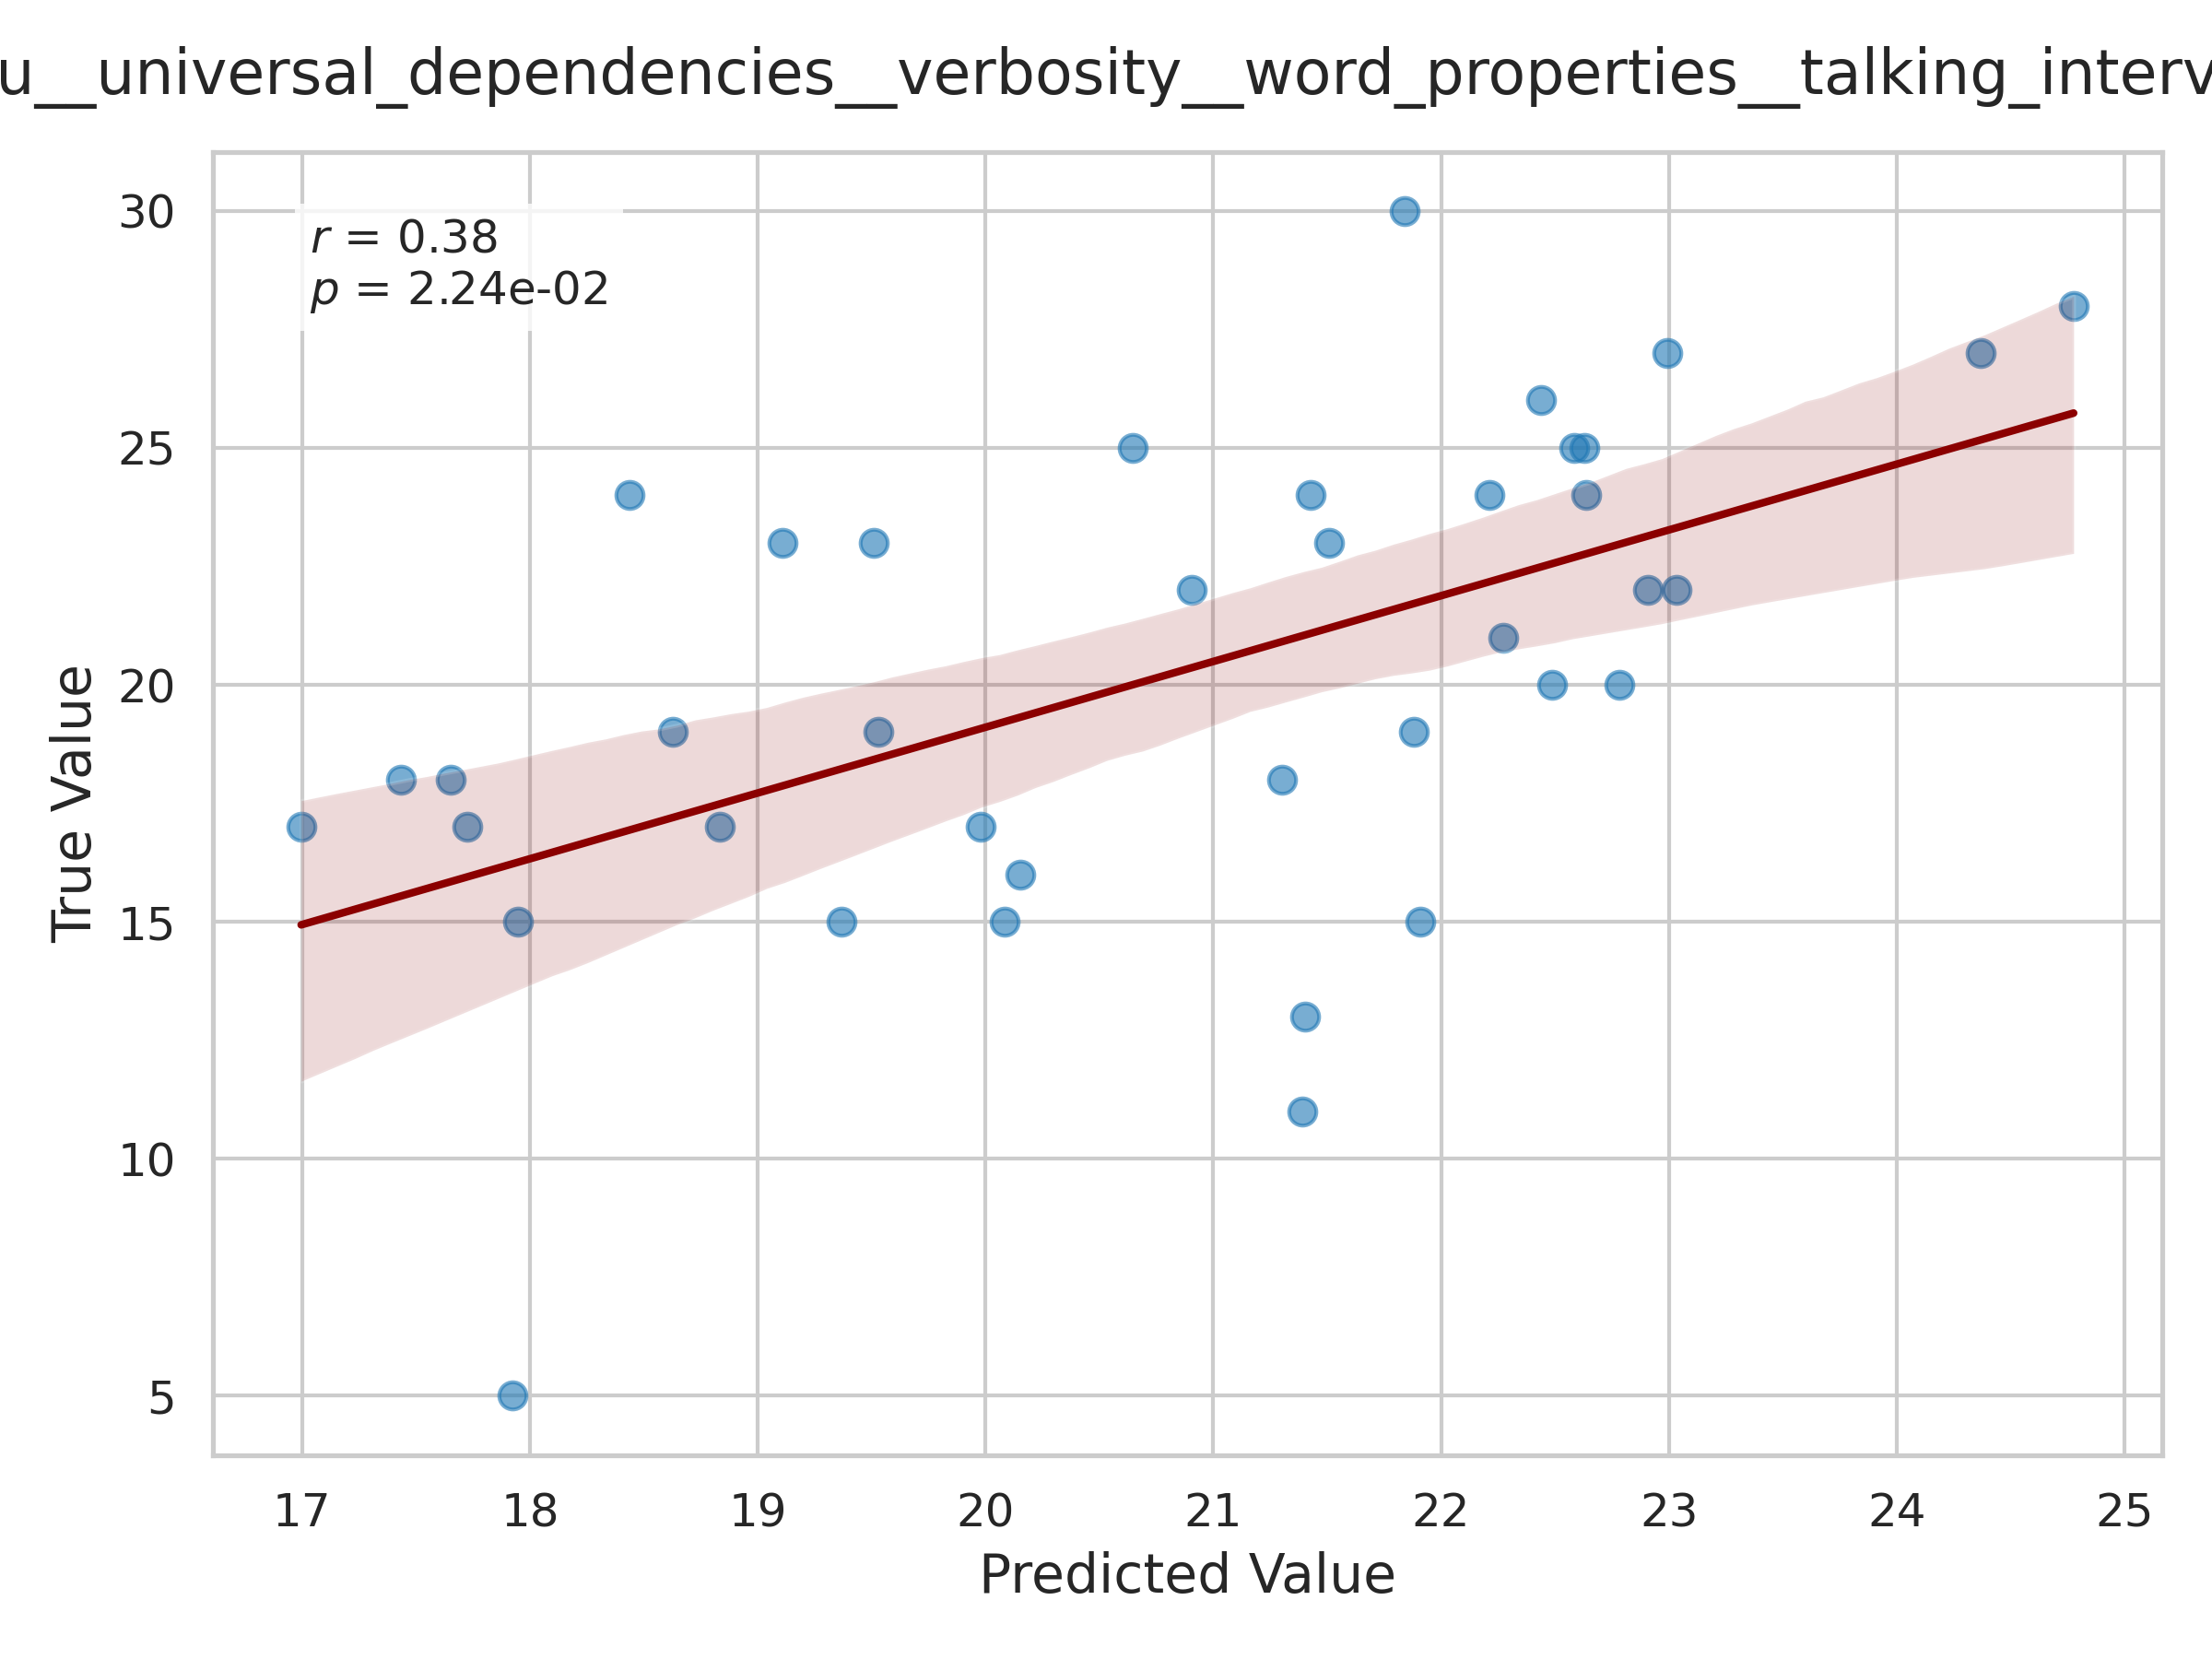 u__universal_dependencies__verbosity__word_properties__talking_interv
r = 0.38
p = 2.24e-02
30
25
20
15
10
5
True Value
17 18 19 20 21 22 23 24 25
Predicted Value